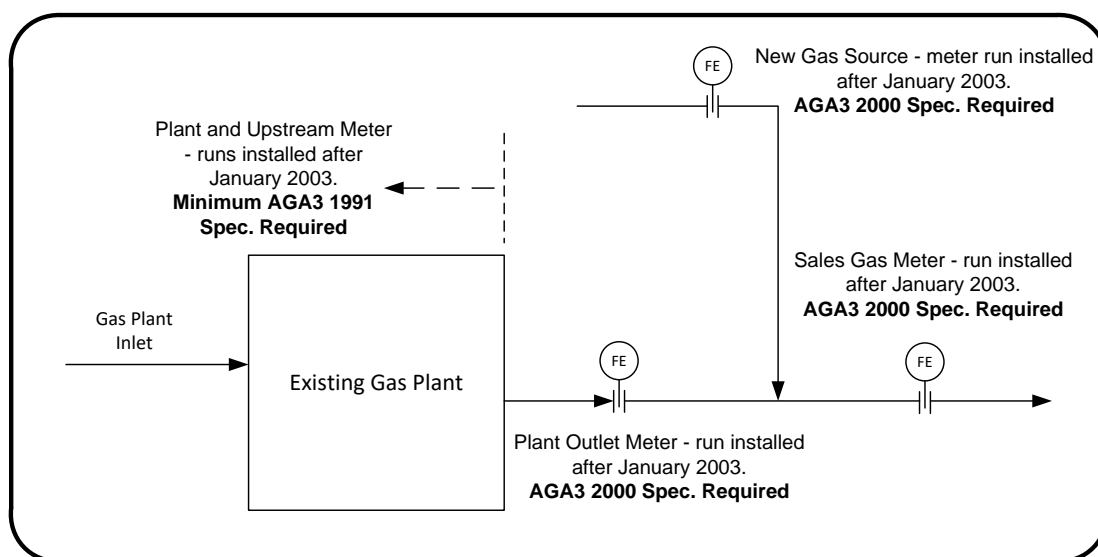 FE
New Gas Source - meter run installed
after January 2003.
AGA3 2000 Spec. Required
Plant and Upstream Meter
- runs installed after
January 2003.
Minimum AGA3 1991
Spec. Required
Sales Gas Meter - run installed
after January 2003.
AGA3 2000 Spec. Required
Gas Plant
Inlet
Existing Gas Plant
FE
FE
Plant Outlet Meter - run installed
after January 2003.
AGA3 2000 Spec. Required